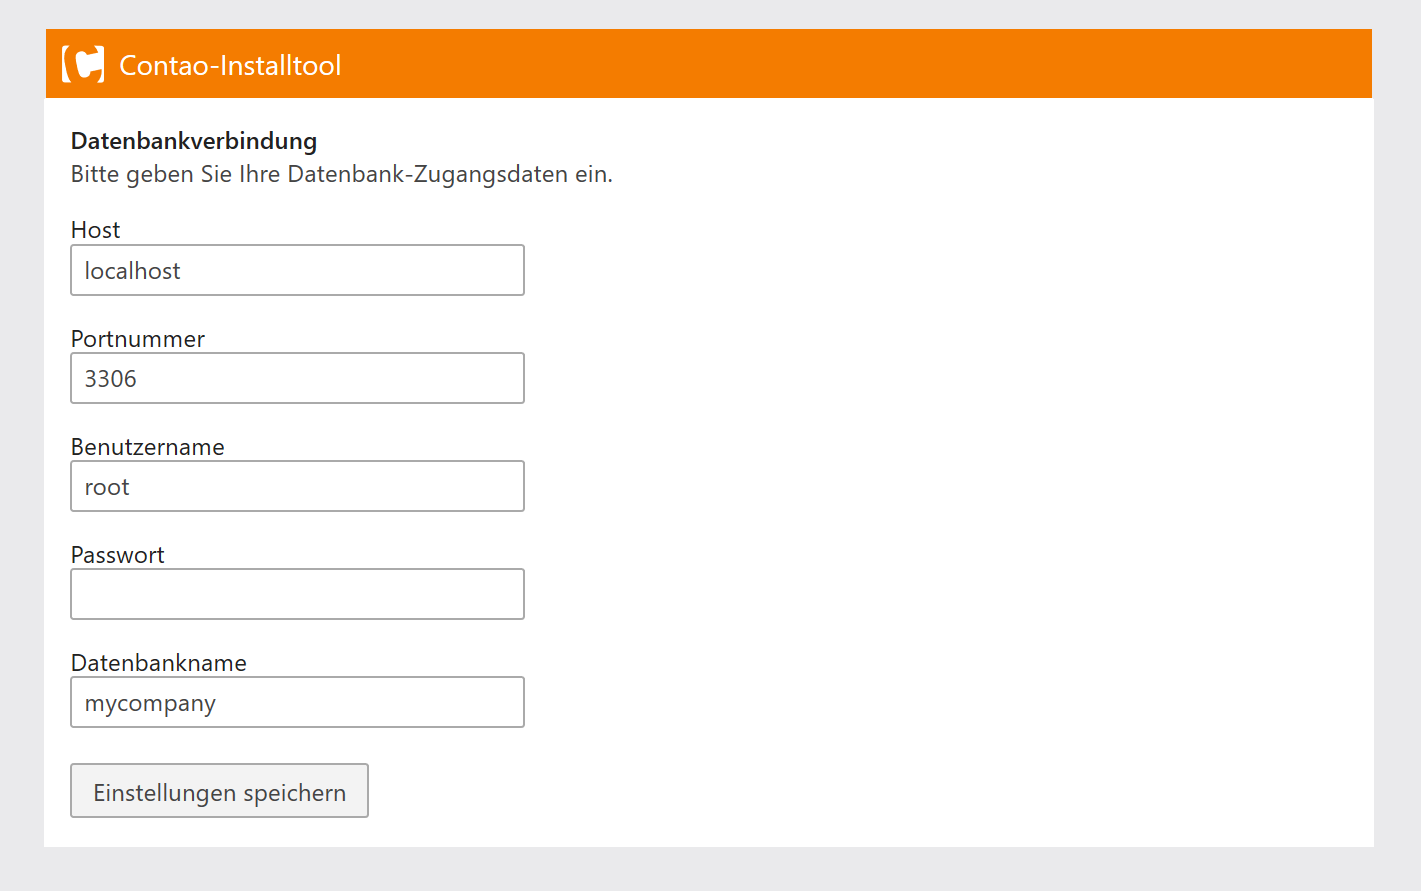 Contao-Installtool
Datenbankverbindung
Bitte geben Sie Ihre Datenbank-Zugangsdaten ein.
Host
localhost
Portnummer
3306
Benutzername
root
Passwort
Datenbankname
mycompany
Einstellungen speichern